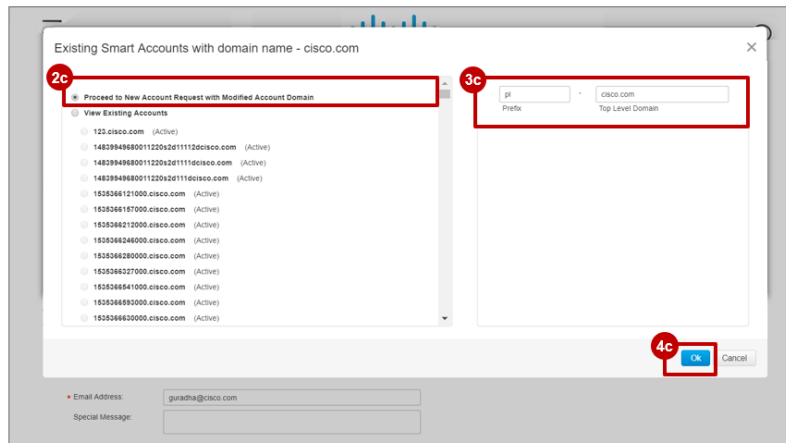 Existing Smart Accounts with domain name - cisco.com
2c
Proceed to New Account Request with Modified Account Domain
View Existing Accounts
123.cisco.com (Active)
14839949680011220s2d11112dcisco.com (Active)
14839949680011220s2d1111dcisco.com (Active)
14839949680011220s2d111dcisco.com (Active)
1535366121000.cisco.com (Active)
1535366157000.cisco.com (Active)
1535366212000.cisco.com (Active)
1535366246000.cisco.com (Active)
1535366280000.cisco.com (Active)
1535366327000.cisco.com (Active)
1535366541000.cisco.com (Active)
1535366593000.cisco.com (Active)
1535366630000.cisco.com (Active)
3c
pl - cisco.com
Prefix Top Level Domain
4c
Ok Cancel
* Email Address: guradha@cisco.com
Special Message: